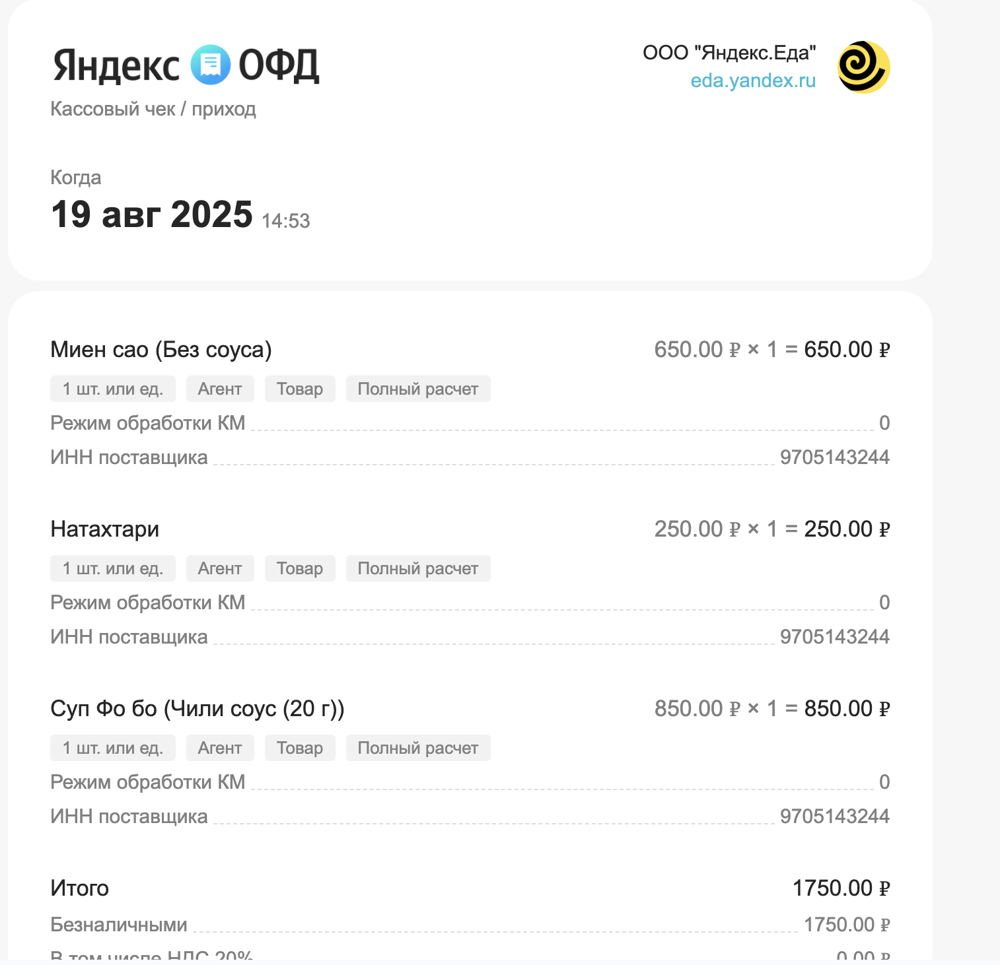 Яндекс ОФД
Кассовый чек / приход
ООО "Яндекс.Еда"
eda.yandex.ru
Когда
19 авг 2025 14:53
Миен сао (Без соуса) 650.00 ₽ × 1 = 650.00 ₽
1 шт. или ед. Агент Товар Полный расчет
Режим обработки КМ 0
ИНН поставщика 9705143244
Натахтари 250.00 ₽ × 1 = 250.00 ₽
1 шт. или ед. Агент Товар Полный расчет
Режим обработки КМ 0
ИНН поставщика 9705143244
Суп Фо бо (Чили соус (20 г)) 850.00 ₽ × 1 = 850.00 ₽
1 шт. или ед. Агент Товар Полный расчет
Режим обработки КМ 0
ИНН поставщика 9705143244
Итого 1750.00 ₽
Безналичными 1750.00 ₽
В том числе НДС 20% 0.00 ₽